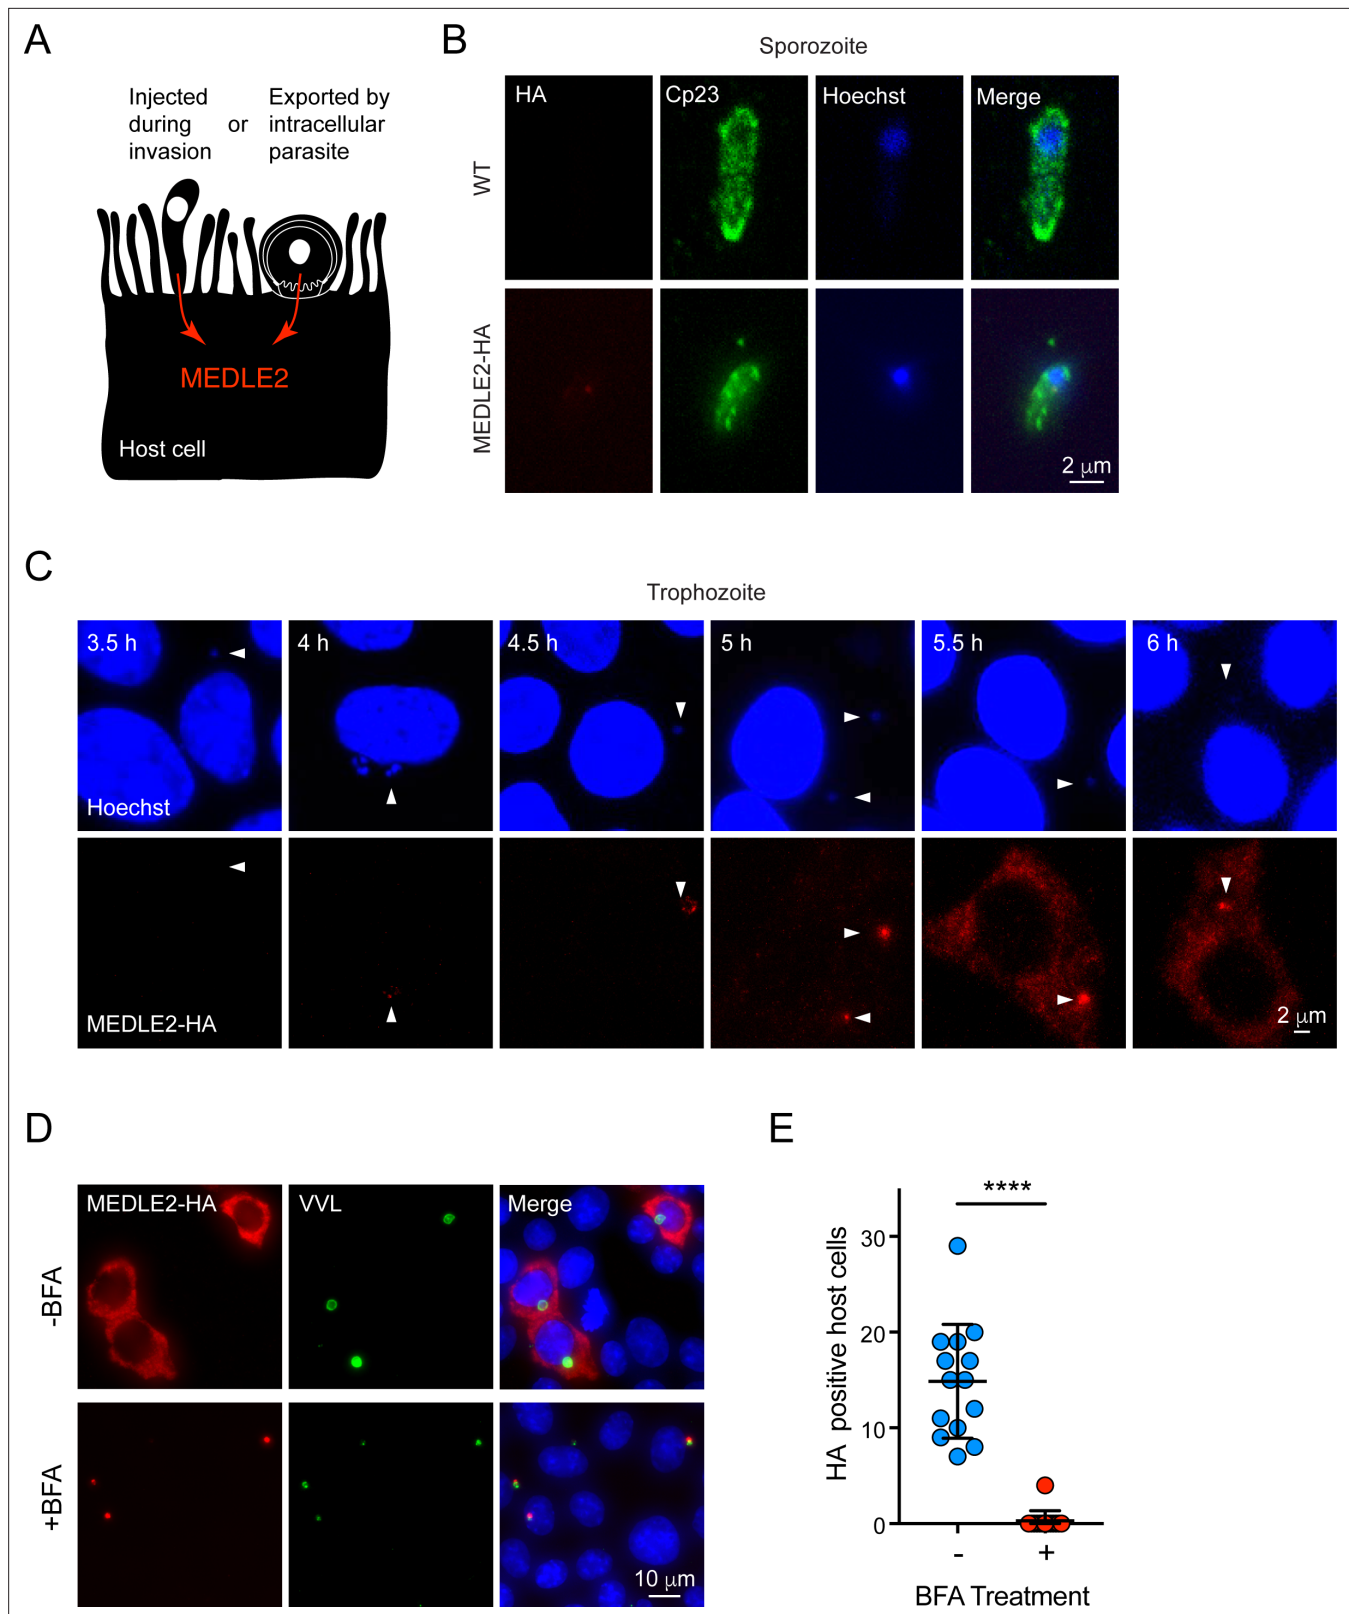 A
Injected during invasion
or
Exported by intracellular parasite
MEDLE2
Host cell
B
Sporozoite
HA
Cp23
Hoechst
Merge
WT
MEDLE2-HA
2 μm
C
Trophozoite
3.5 h
4 h
4.5 h
5 h
5.5 h
6 h
Hoechst
MEDLE2-HA
2 μm
D
MEDLE2-HA
VVL
Merge
-BFA
+BFA
10 μm
E
****
HA positive host cells
30
20
10
0
-
+
BFA Treatment